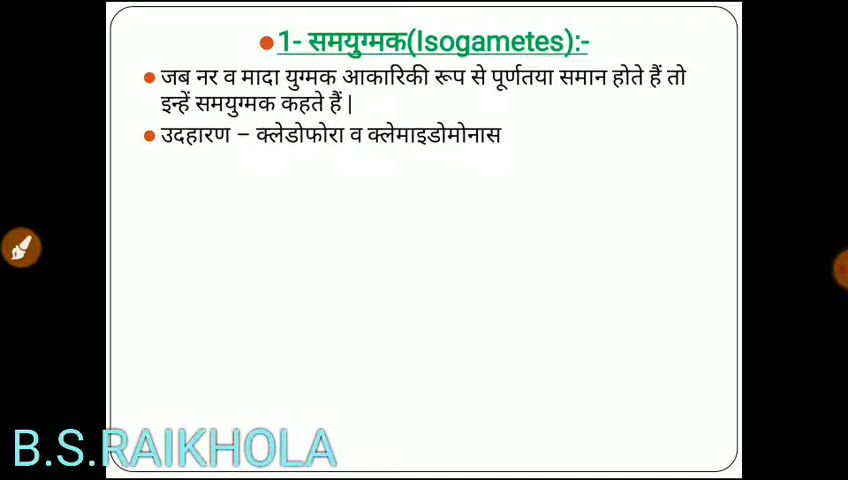 1- समयुग्मक(Isogametes):-
जब नर व मादा युग्मक आकारिकी रूप से पूर्णतया समान होते हैं तो
इन्हें समयुग्मक कहते हैं |
उदहारण – क्लेडोफोरा व क्लेमाइडोमोनास
B.S.RAIKHOLA